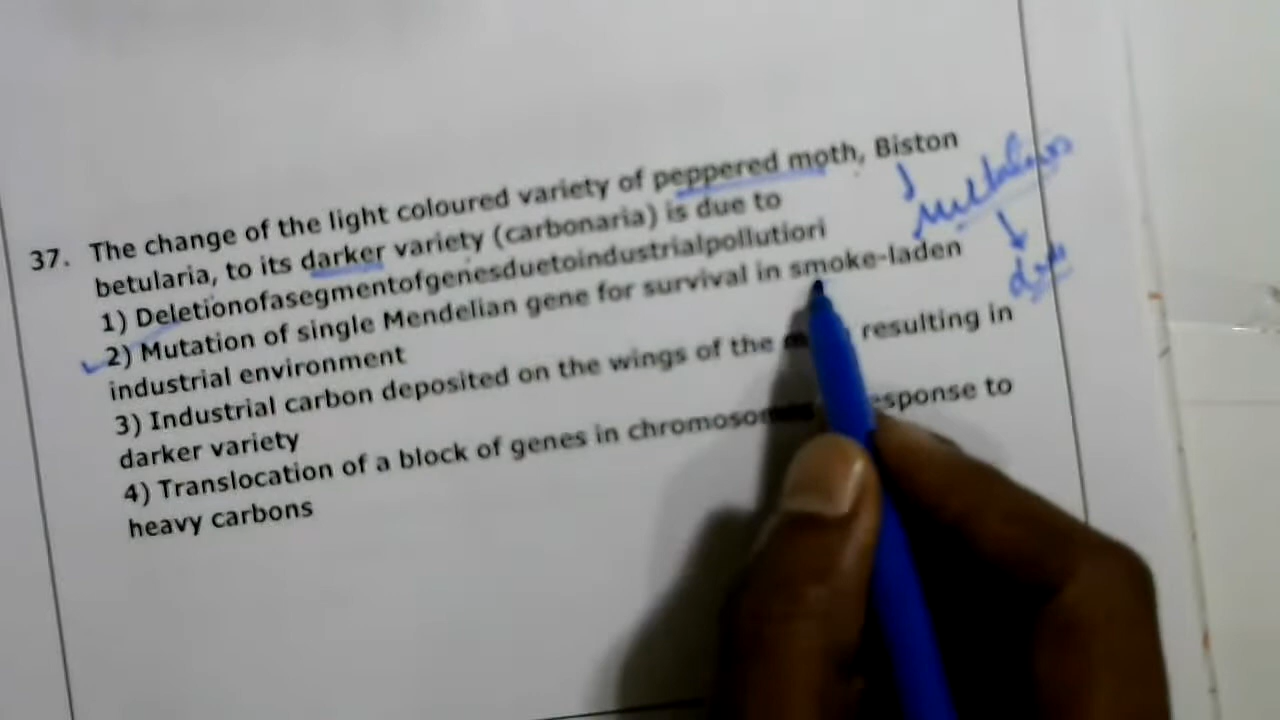 37. The change of the light coloured variety of peppered moth, Biston
betularia, to its darker variety (carbonaria) is due to
1) Deletionofasegmentofgenesduetoindustrialpollutiori
2) Mutation of single Mendelian gene for survival in smoke-laden
industrial environment
3) Industrial carbon deposited on the wings of the resulting in
darker variety
4) Translocation of a block of genes in response to
heavy carbons